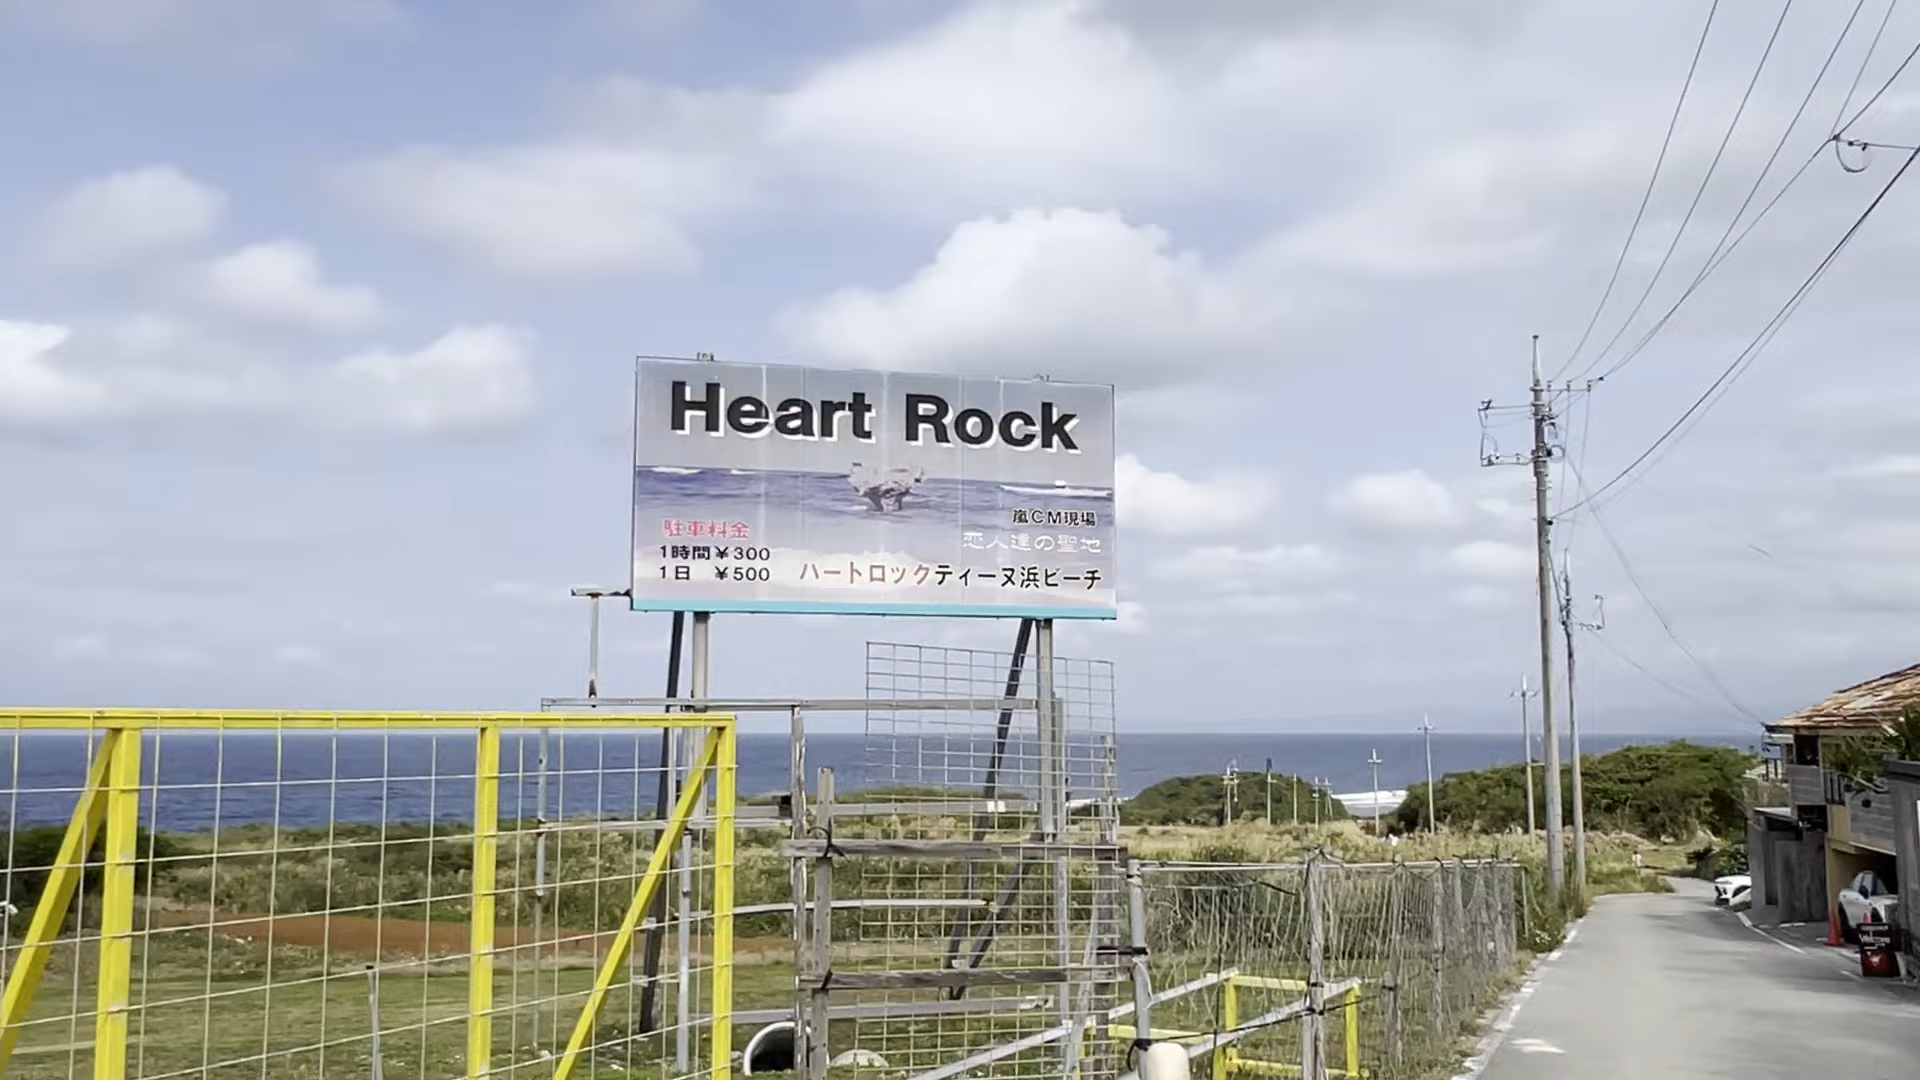 Heart Rock
嵐CM現場
駐車料金
恋人達の聖地
1時間¥300
1日 ¥500
ハートロックティーヌ浜ビーチ